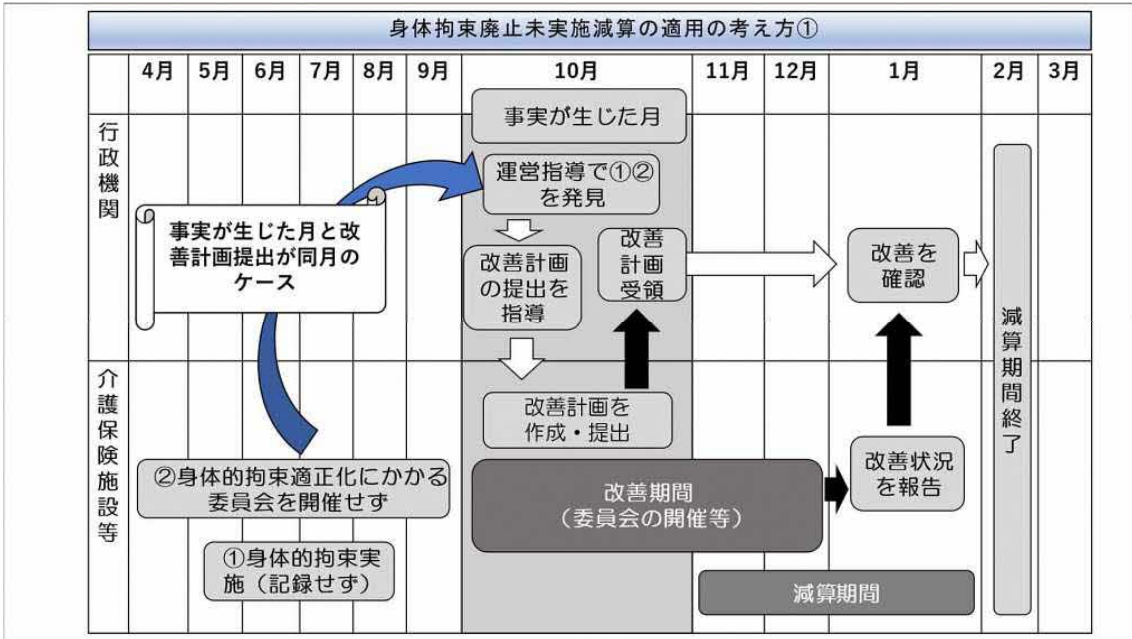 身体拘束廃止未実施減算の適用の考え方①
4月 5月 6月 7月 8月 9月 10月 11月 12月 1月 2月 3月
行政機関
事実が生じた月
運営指導で①②
を発見
事実が生じた月と改
善計画提出が同月の
ケース
改善計画
の提出を
指導
改善
計画
受領
改善を
確認
減算期間終了
介護保険施設等
改善計画を
作成・提出
②身体的拘束適正化にかかる
委員会を開催せず
改善期間
（委員会の開催等）
改善状況
を報告
①身体的拘束実
施（記録せず）
減算期間